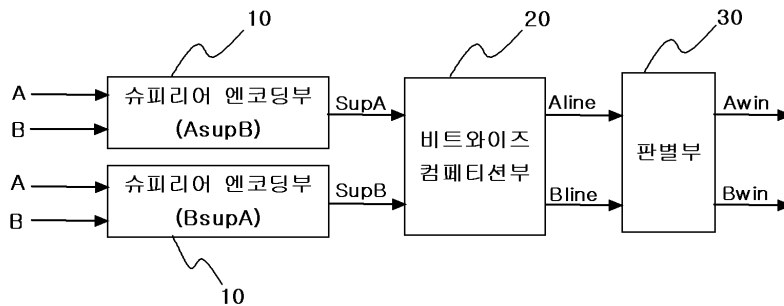 10
20
30
A
B
슈피리어 엔코딩부
(AsupB)
SupA
비트와이즈
컴페티션부
Aline
판별부
Awin
A
B
슈피리어 엔코딩부
(BsupA)
SupB
Bline
Bwin
10